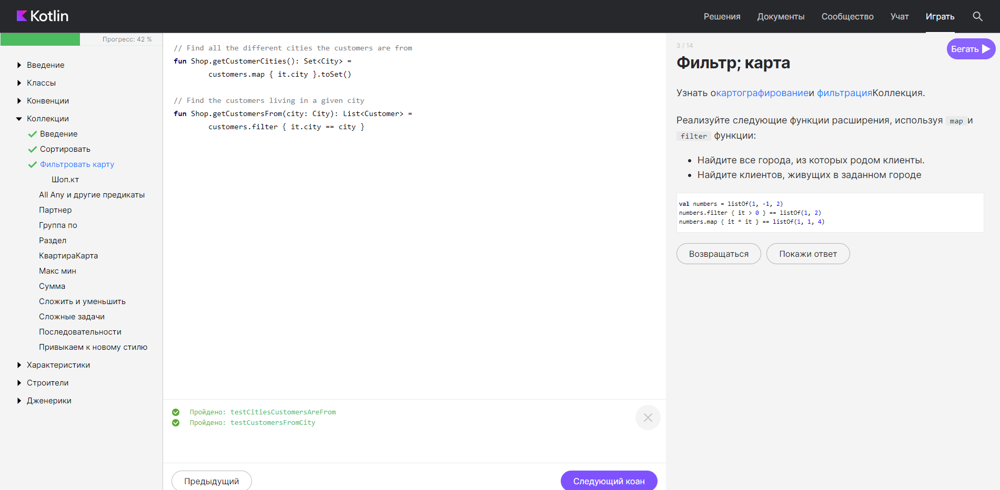 Kotlin
Решения
Документы
Сообщество
Учат
Играть
Прогресс: 42 %
Введение
Классы
Конвенции
Коллекции
Введение
Сортировать
Фильтровать карту
Шоп.кт
All Any и другие предикаты
Партнер
Группа по
Раздел
КвартираКарта
Макс мин
Сумма
Сложить и уменьшить
Сложные задачи
Последовательности
Привыкаем к новому стилю
Характеристики
Строители
Дженерики
// Find all the different cities the customers are from
fun Shop.getCustomerCities(): Set<City> =
customers.map { it.city }.toSet()
// Find the customers living in a given city
fun Shop.getCustomersFrom(city: City): List<Customer> =
customers.filter { it.city == city }
Пройдено: testCitiesCustomersAreFrom
Пройдено: testCustomersFromCity
Предыдущий
Следующий коан
3 / 14
Бегать
Фильтр; карта
Узнать окартографированиеи фильтрацияКоллекция.
Реализуйте следующие функции расширения, используя map и
filter функции:
• Найдите все города, из которых родом клиенты.
• Найдите клиентов, живущих в заданном городе
val numbers = listOf(1, -1, 2)
numbers.filter { it > 0 } == listOf(1, 2)
numbers.map { it * it } == listOf(1, 1, 4)
Возвращаться
Покажи ответ